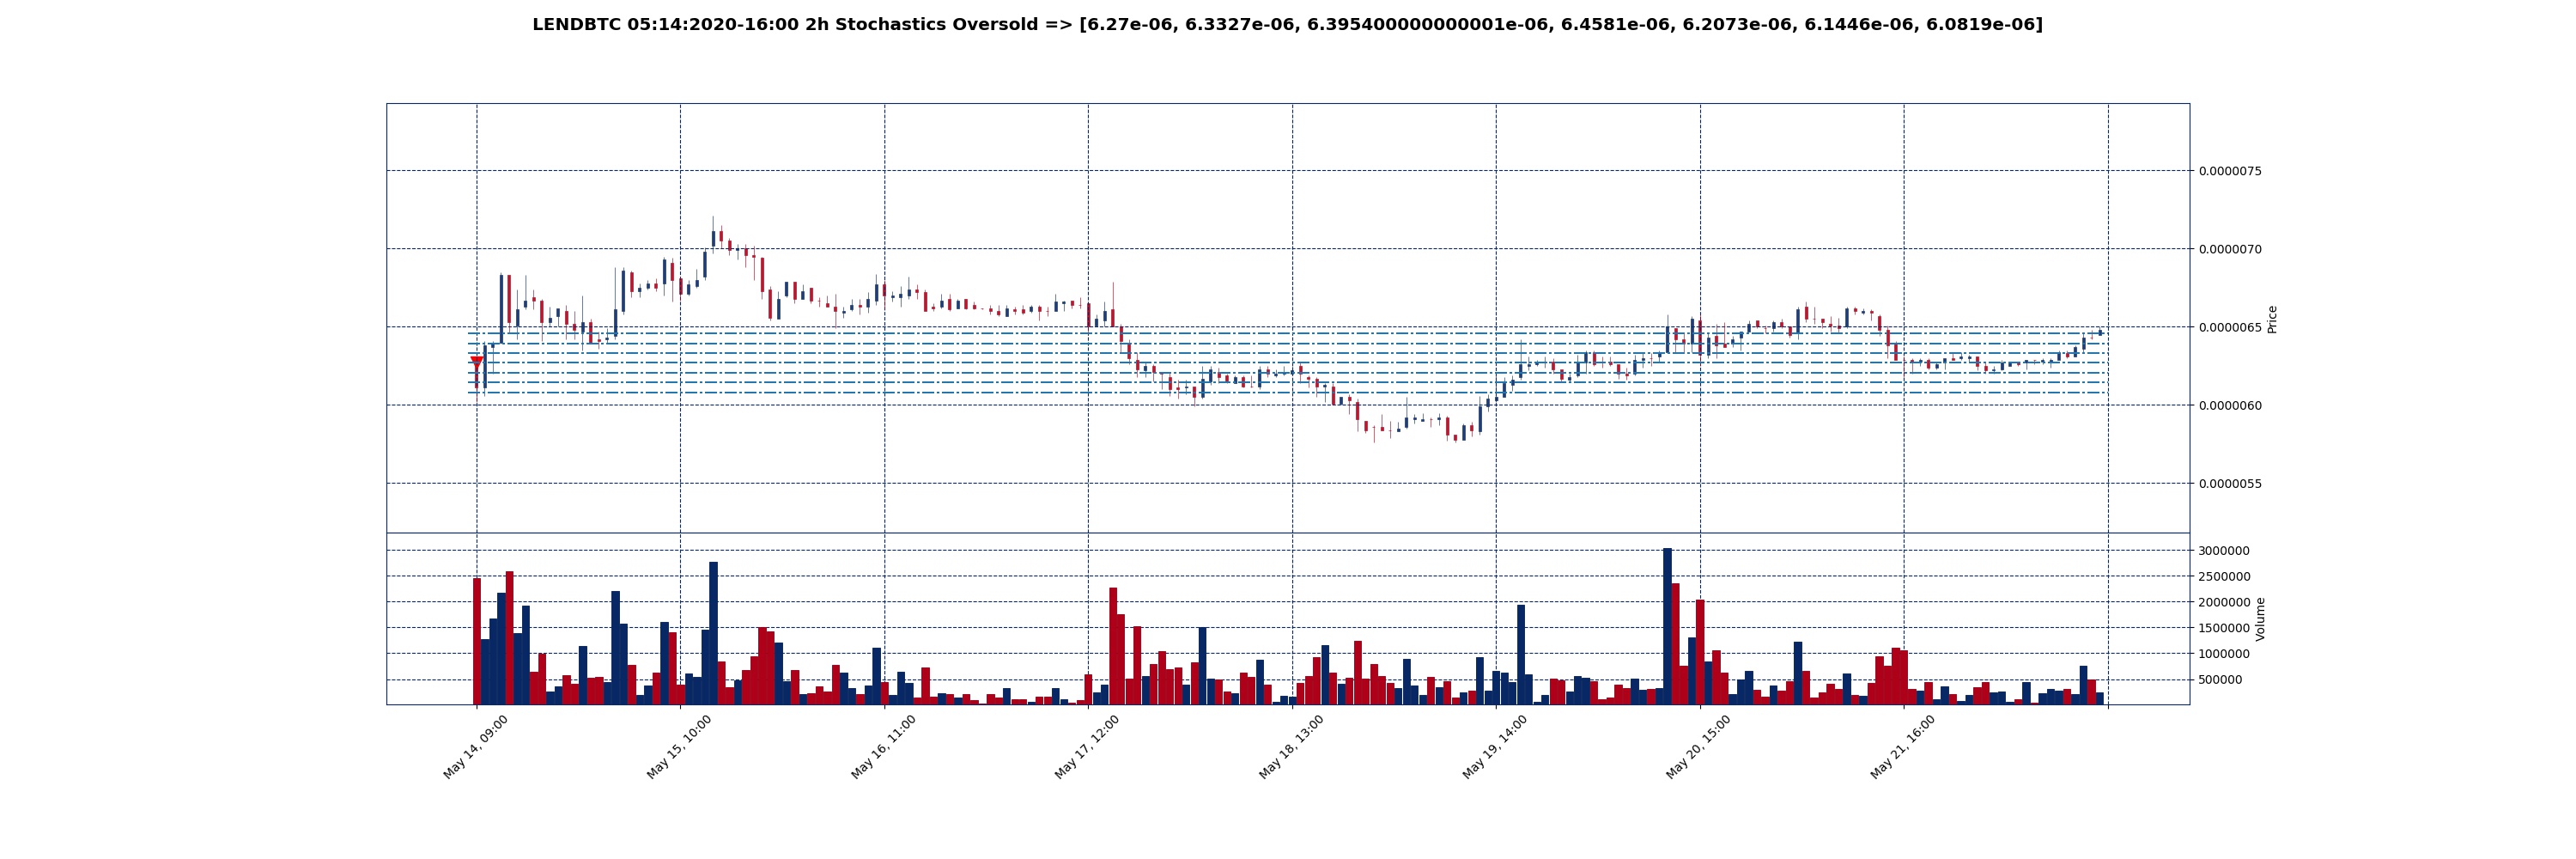 LENDBTC 05:14:2020-16:00 2h Stochastics Oversold => [6.27e-06, 6.3327e-06, 6.395400000000001e-06, 6.4581e-06, 6.2073e-06, 6.1446e-06, 6.0819e-06]
0.0000075
0.0000070
0.0000065
0.0000060
0.0000055
Price
3000000
2500000
2000000
1500000
1000000
500000
Volume
May 14, 09:00
May 15, 10:00
May 16, 11:00
May 17, 12:00
May 18, 13:00
May 19, 14:00
May 20, 15:00
May 21, 16:00